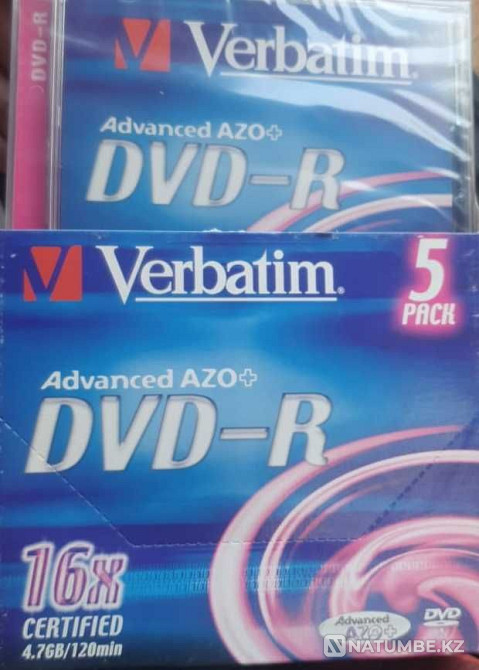 DVD-R
Verbatim
Advanced AZO+
DVD-R
Verbatim.
5
PACK
Advanced AZO+
DVD-R
16x
CERTIFIED
4.7GB/120min
Advanced
AZO+
DVD
NATUMBE.KZ